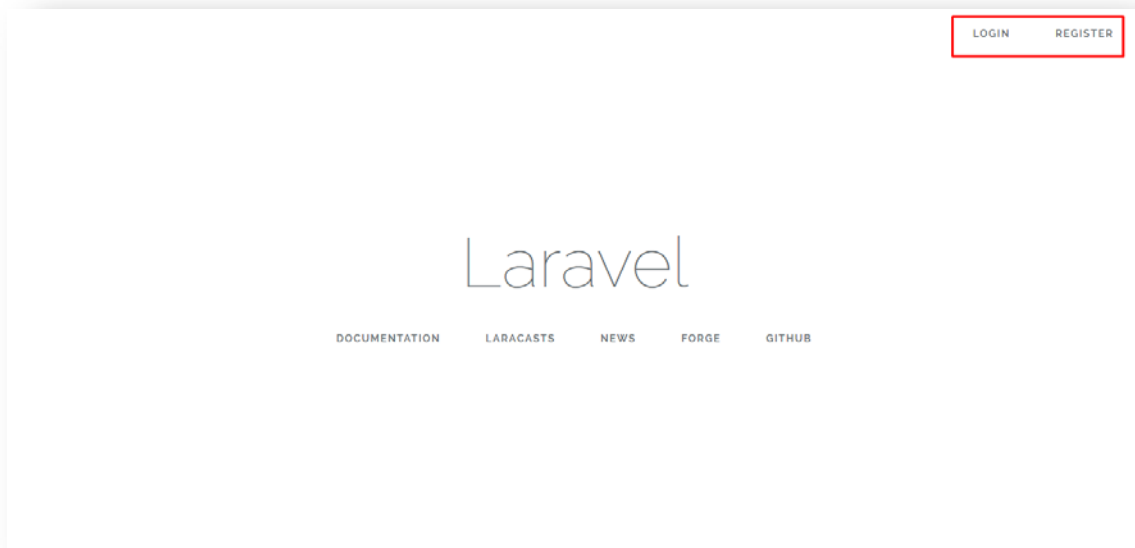 LOGIN REGISTER
Laravel
DOCUMENTATION LARACASTS NEWS FORGE GITHUB